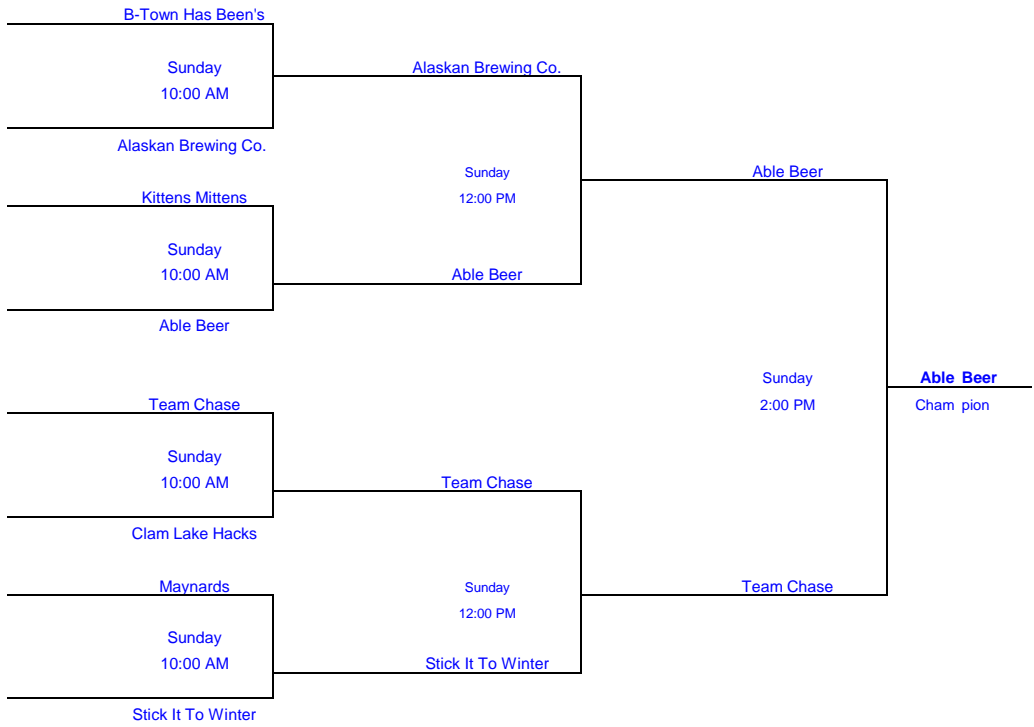 B-Town Has Been's
Sunday
10:00 AM
Alaskan Brewing Co.
Alaskan Brewing Co.
Sunday
12:00 PM
Kittens Mittens
Sunday
10:00 AM
Able Beer
Able Beer
Able Beer
Sunday
2:00 PM
Able Beer
Cham pion
Team Chase
Sunday
10:00 AM
Clam Lake Hacks
Team Chase
Sunday
12:00 PM
Team Chase
Maynards
Sunday
10:00 AM
Stick It To Winter
Stick It To Winter